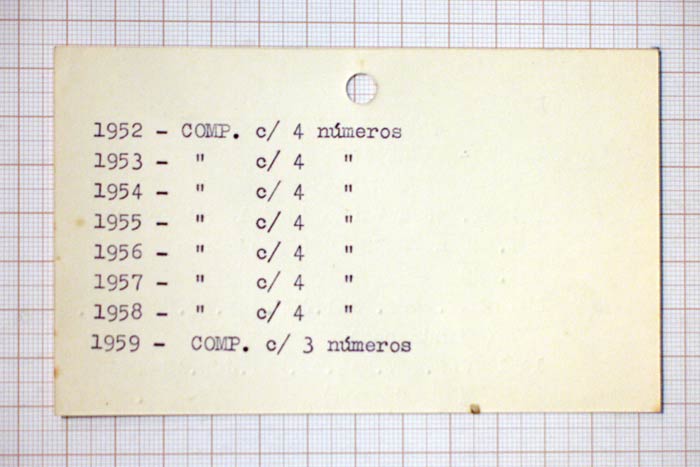 1952 - COMP. c/ 4 números
1953 - " c/ 4 "
1954 - " c/ 4 "
1955 - " c/ 4 "
1956 - " c/ 4 "
1957 - " c/ 4 "
1958 - " c/ 4 "
1959 - COMP. c/ 3 números